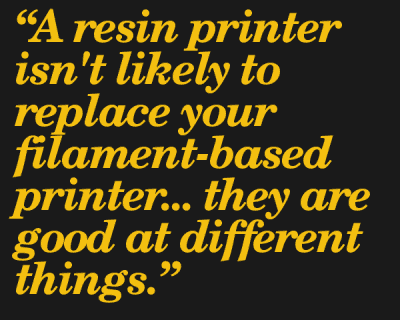 “A resin printer
isn't likely to
replace your
filament-based
printer... they are
good at different
things.”